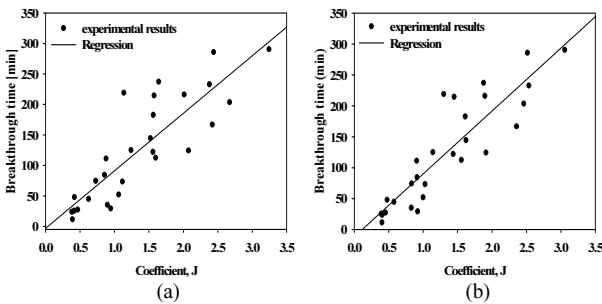 350
300
250
200
150
100
50
0
Breakthrough time [min]
experimental results
Regression
0.0 0.5 1.0 1.5 2.0 2.5 3.0 3.5
Coefficient, J
(a)
350
300
250
200
150
100
50
0
Breakthrough time (min)
experimental results
Regression
0.0 0.5 1.0 1.5 2.0 2.5 3.0 3.5
Coefficient, J
(b)